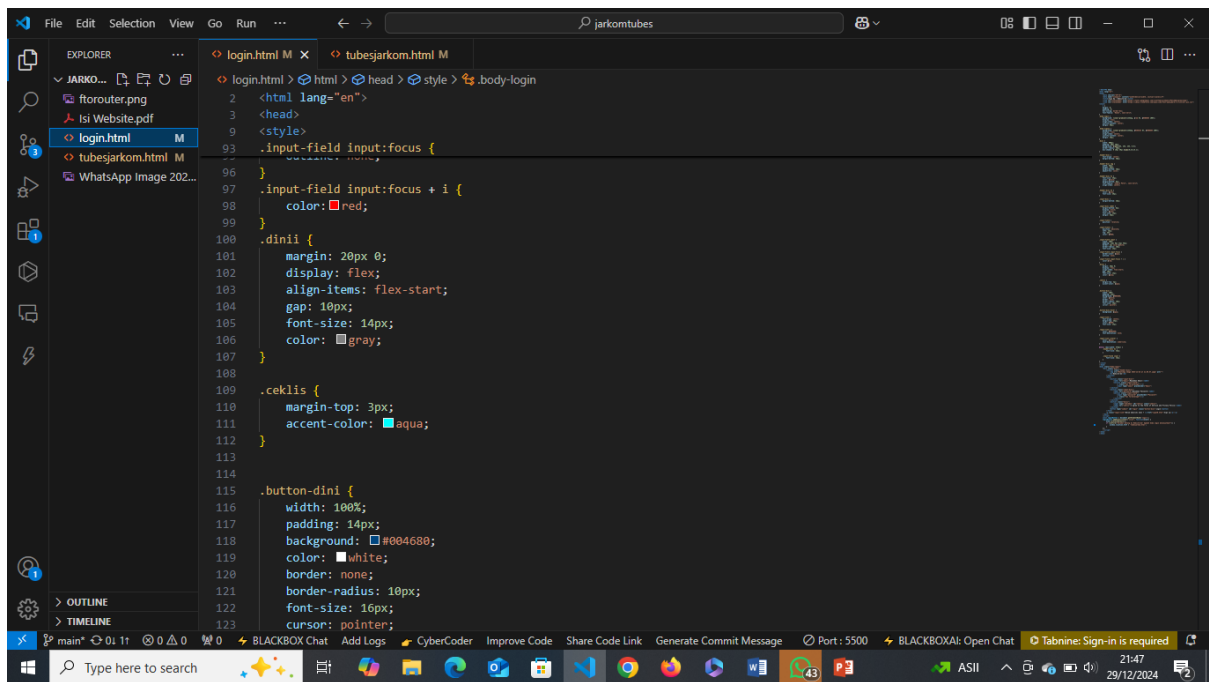 File Edit Selection View Go Run ··· ← → jarkomtubes
EXPLORER ···
JARKO...
ftorouter.png
Isi Website.pdf
login.html M
tubesjarkom.html M
WhatsApp Image 202...
OUTLINE
TIMELINE
3
1
1
login.html M × tubesjarkom.html M
login.html > html > head > style > .body-login
2 <html lang="en">
3 <head>
9 <style>
93 .input-field input:focus {
outline: none;
96 }
97 .input-field input:focus + i {
98 color: red;
99 }
100 .dinii {
101 margin: 20px 0;
102 display: flex;
103 align-items: flex-start;
104 gap: 10px;
105 font-size: 14px;
106 color: gray;
107 }
108
109 .ceklis {
110 margin-top: 3px;
111 accent-color: aqua;
112 }
113
114
115 .button-dini {
116 width: 100%;
117 padding: 14px;
118 background: #004680;
119 color: white;
120 border: none;
121 border-radius: 10px;
122 font-size: 16px;
123 cursor: pointer;
main* 0↓ 1↑ 0 0 0 BLACKBOX Chat Add Logs CyberCoder Improve Code Share Code Link Generate Commit Message Port : 5500 BLACKBOXAI: Open Chat Tabnine: Sign-in is required
Type here to search 43 ASII 21:47
29/12/2024 2